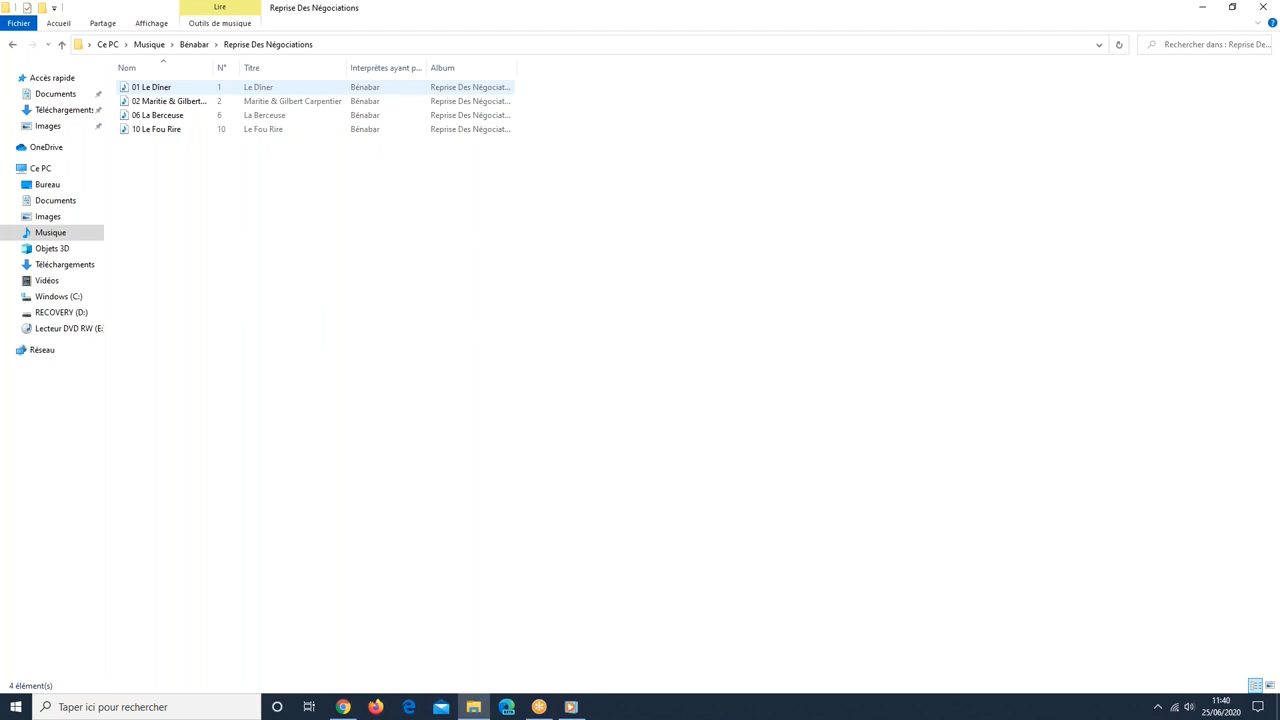 Lire
Reprise Des Négociations
Fichier
Accueil
Partage
Affichage
Outils de musique
Ce PC
Musique
Bénabar
Reprise Des Négociations
Rechercher dans : Reprise De...
Nom
N°
Titre
Interprètes ayant p...
Album
01 Le Dîner
1
Le Dîner
Bénabar
Reprise Des Négociat...
02 Maritie & Gilbert...
2
Maritie & Gilbert Carpentier
Bénabar
Reprise Des Négociat...
06 La Berceuse
6
La Berceuse
Bénabar
Reprise Des Négociat...
10 Le Fou Rire
10
Le Fou Rire
Bénabar
Reprise Des Négociat...
Accès rapide
Documents
Téléchargements
Images
OneDrive
Ce PC
Bureau
Documents
Images
Musique
Objets 3D
Téléchargements
Vidéos
Windows (C:)
RECOVERY (D:)
Lecteur DVD RW (E:
Réseau
4 élément(s)
Taper ici pour rechercher
11:40
25/06/2020